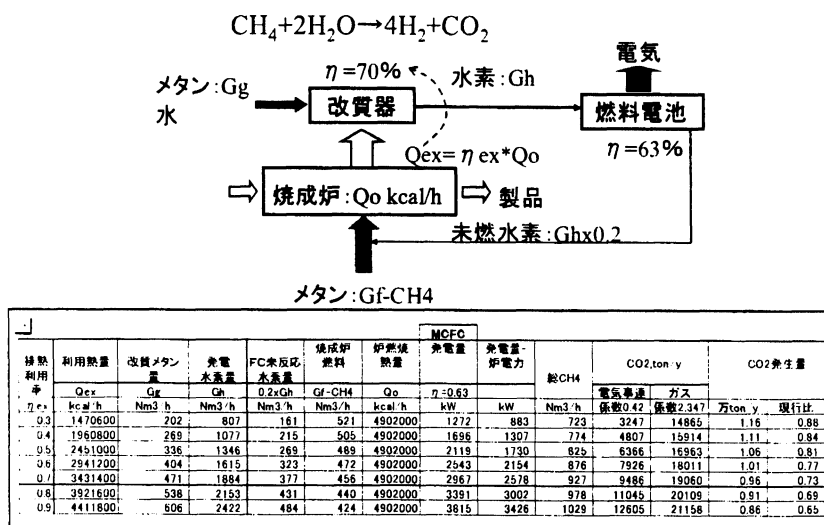 CH4+2H2O→4H2+CO2
電気
η=70%
水素:Gh
メタン:Gg
水
改質器
燃料電池
Qex= η ex*Qo
η=63%
焼成炉:Qo kcal/h
製品
未燃水素:Ghx0.2
メタン:Gf-CH4
MCFC
排熱利用率 利用熱量 改質メタン量 発電水素量 FC未反応水素量 焼成炉燃料 炉燃焼熱量 発電量 発電量-炉電力 総CH4 CO2,ton/y CO2発生量
Qex Gg Gh 0.2xGh Gf-CH4 Qo η=0.63 電気事連 ガス
η ex kcal/h Nm3/h Nm3/h Nm3/h Nm3/h kcal/h kW kW Nm3/h 係数0.42 係数2.347 万ton/y 現行比
0.3 1470600 202 807 161 521 4902000 1272 883 723 3247 14865 1.16 0.88
0.4 1960800 269 1077 215 505 4902000 1696 1307 774 4807 15914 1.11 0.84
0.5 2451000 336 1346 269 489 4902000 2119 1730 825 6366 16963 1.06 0.81
0.6 2941200 404 1615 323 472 4902000 2543 2154 876 7926 18011 1.01 0.77
0.7 3431400 471 1884 377 456 4902000 2967 2578 927 9486 19060 0.96 0.73
0.8 3921600 538 2153 431 440 4902000 3391 3002 978 11045 20109 0.91 0.69
0.9 4411800 606 2422 484 424 4902000 3815 3426 1029 12605 21158 0.86 0.65